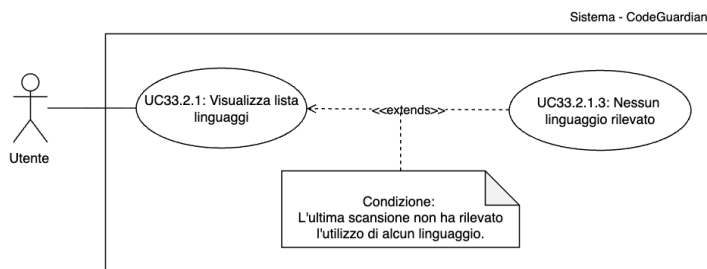 Sistema - CodeGuardian
UC33.2.1: Visualizza lista
linguaggi
<<extends>>
UC33.2.1.3: Nessun
linguaggio rilevato
Utente
Condizione:
L'ultima scansione non ha rilevato
l'utilizzo di alcun linguaggio.